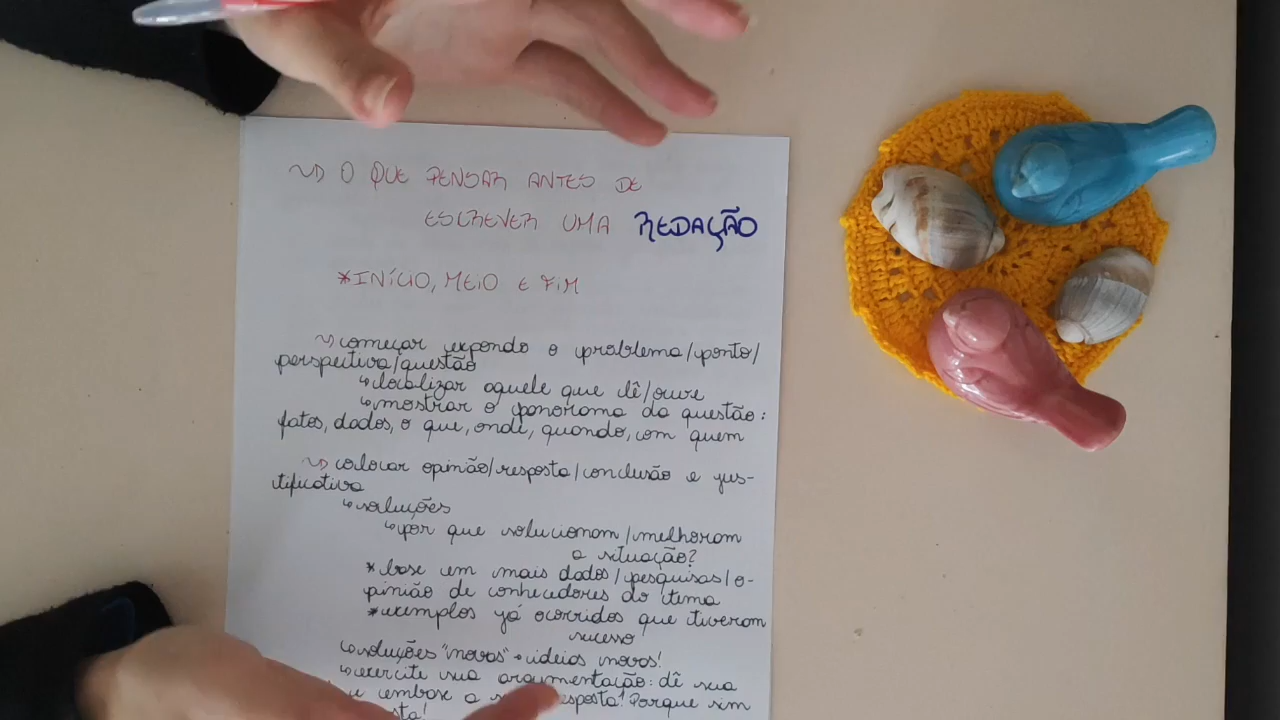 ~» O QUE PENSAR ANTES DE
ESCREVER UMA REDAÇÃO
*INÍCIO, MEIO E FIM
~» começar expondo o problema/ponto/
perspectiva/questão
↳ localizar aquele que lê/ouve
↳ mostrar o panorama da questão:
fatos, dados, o que, onde, quando, com quem
~» colocar opinião/resposta/conclusão e jus-
tificativa
↳ soluções
↳ por que solucionam/melhoram
a situação?
* base em mais dados/pesquisas/o-
pinião de conhecedores do tema
* exemplos já ocorridos que tiveram
sucesso
↳ soluções "novas" → ideias novas!
↳ exercite sua argumentação: dê sua
embase a resposta! Porque sim